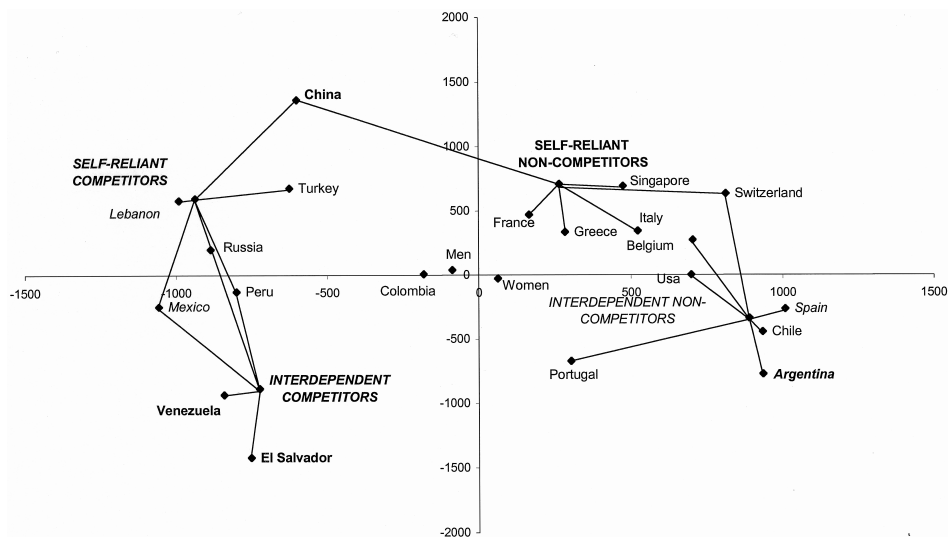 2000
1500
China
1000
SELF-RELIANT
NON-COMPETITORS
SELF-RELIANT
COMPETITORS
Turkey
Singapore
Switzerland
Lebanon
500
France
Greece
Italy
Belgium
Russia
Men
0
-1500
-1000
-500
0
500
1000
1500
Colombia
Women
Usa
Peru
Mexico
INTERDEPENDENT NON-
COMPETITORS
Spain
Chile
-500
Portugal
Argentina
INTERDEPENDENT
COMPETITORS
-1000
Venezuela
El Salvador
-1500
-2000